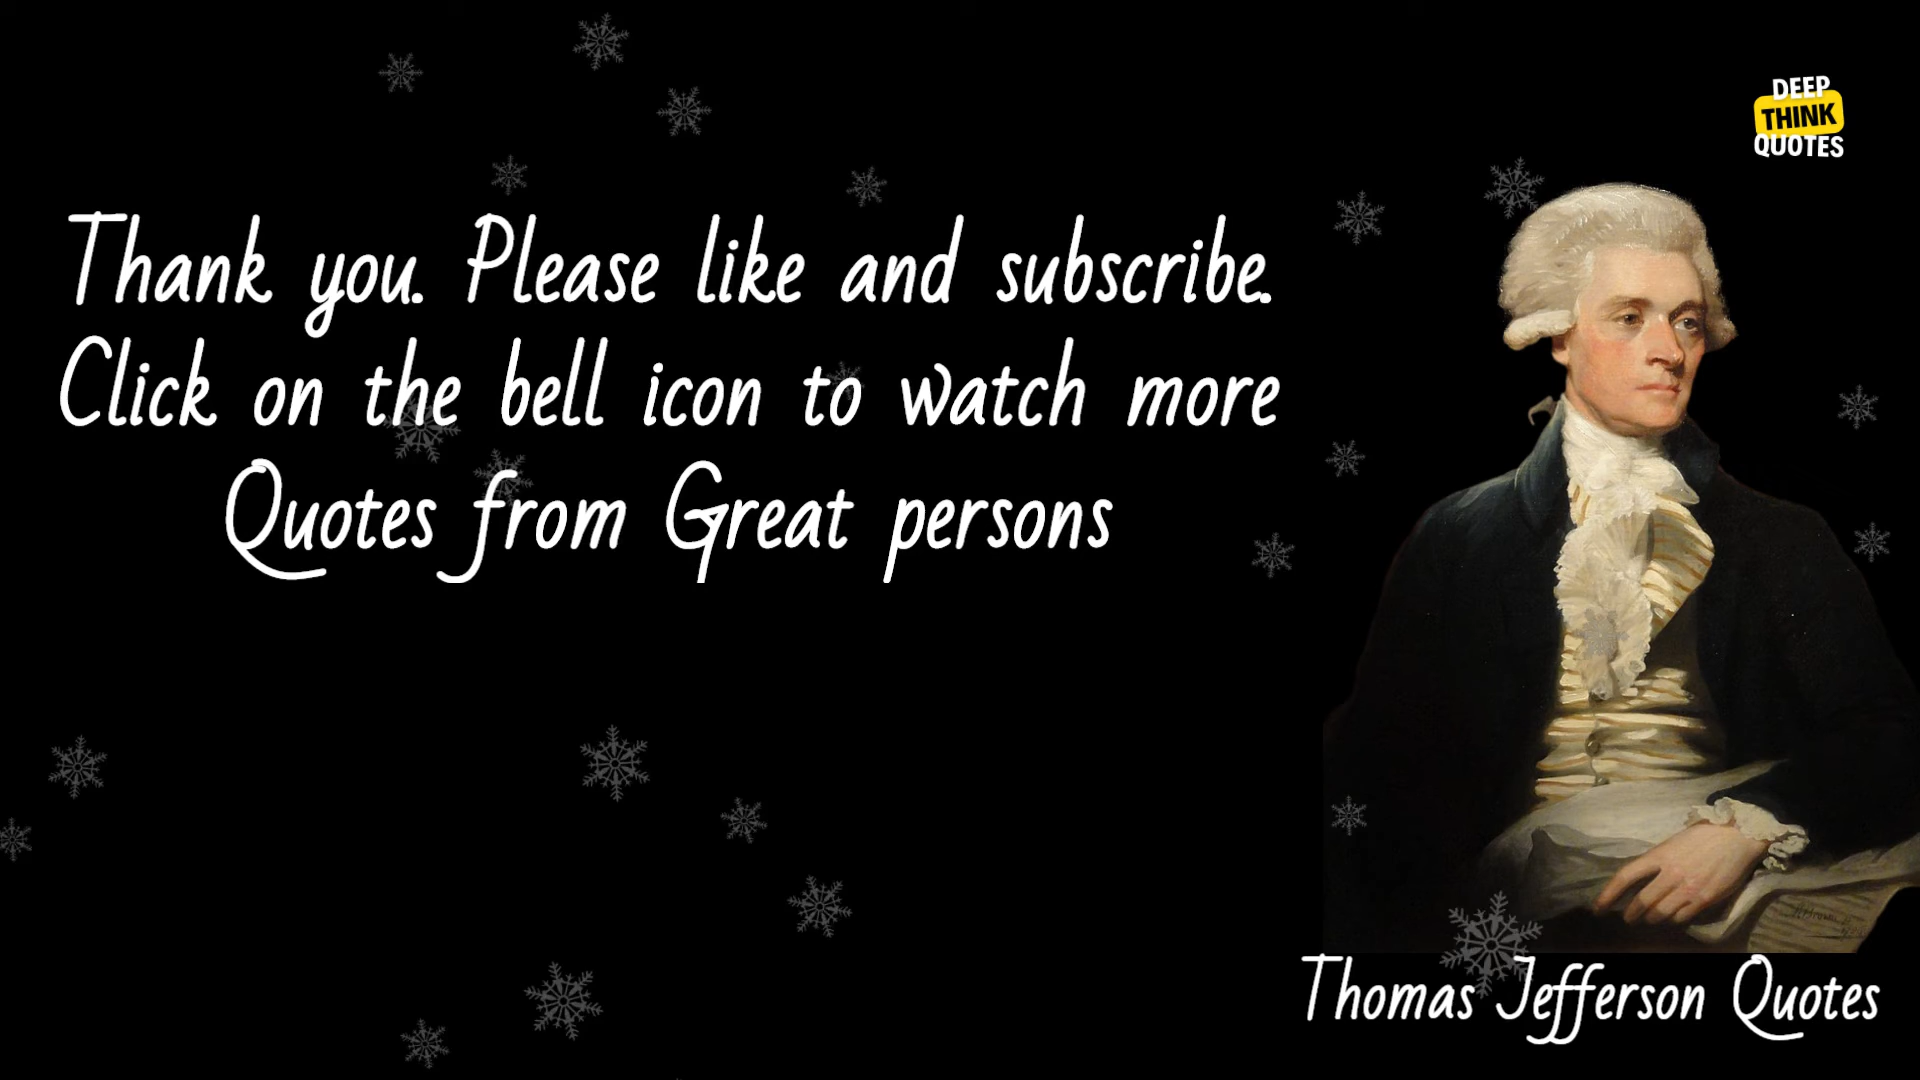 DEEP
THINK
QUOTES
Thank you. Please like and subscribe.
Click on the bell icon to watch more
Quotes from Great persons
Thomas Jefferson Quotes